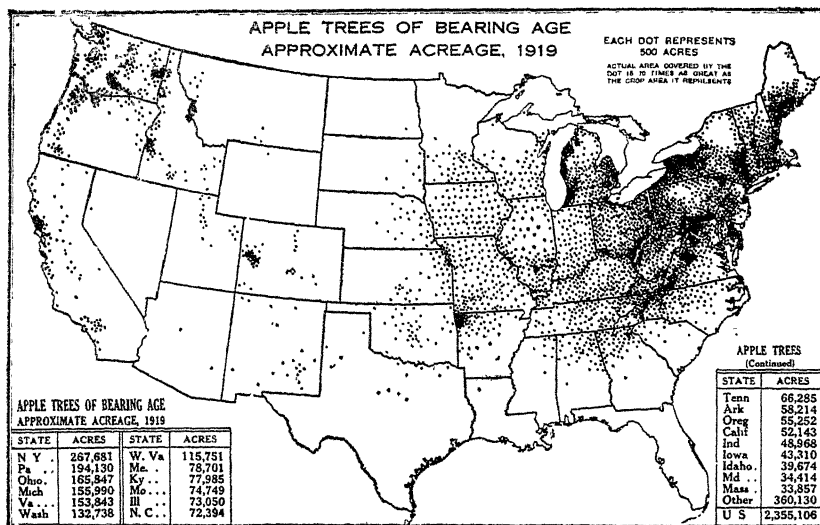 APPLE TREES OF BEARING AGE
APPROXIMATE ACREAGE, 1919
EACH DOT REPRESENTS
500 ACRES
ACTUAL AREA COVERED BY THE
DOT IS 10 TIMES AS GREAT AS
THE CROP AREA IT REPRESENTS
APPLE TREES OF BEARING AGE
APPROXIMATE ACREAGE, 1919
STATE ACRES STATE ACRES
N Y . 267,681 W. Va 115,751
Pa . . 194,130 Me. . 78,701
Ohio. 165,847 Ky . . 77,985
Mich 155,990 Mo . . . 74,749
Va . . . 153,843 Ill 73,050
Wash 132,738 N. C. . 72,394
APPLE TREES
(Continued)
STATE ACRES
Tenn 66,285
Ark 58,214
Oreg 55,252
Calif 52,143
Ind 48,968
Iowa 43,310
Idaho. 39,674
Md . . 34,414
Mass. 33,857
Other 360,130
U S 2,355,106